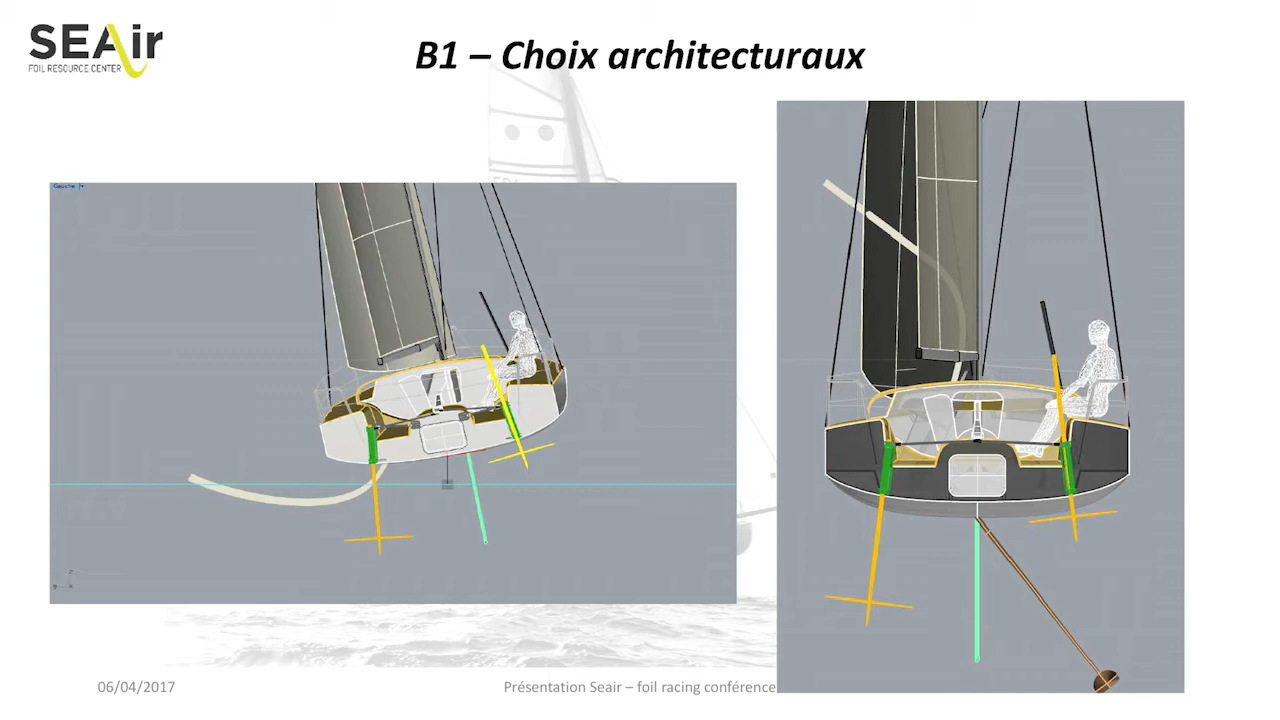 SEAir
FOIL RESOURCE CENTER
B1 – Choix architecturaux
06/04/2017
Présentation Seair – foil racing conférence